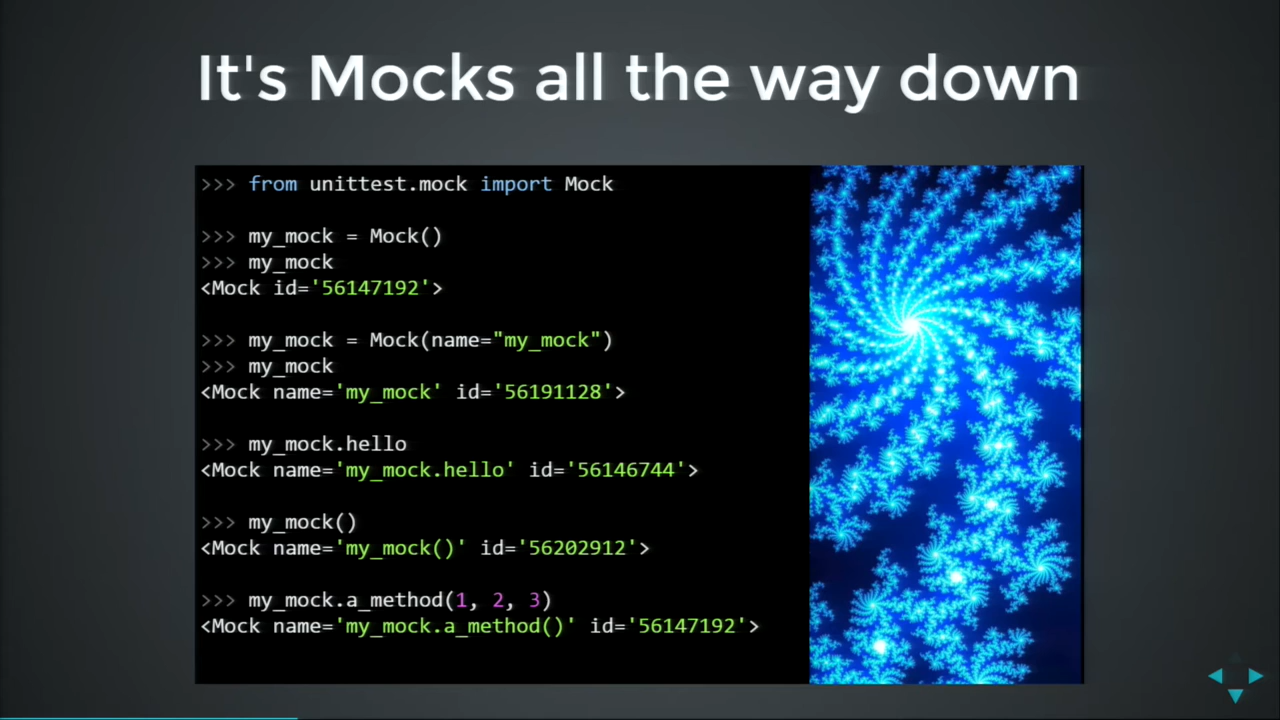 It's Mocks all the way down
>>> from unittest.mock import Mock
>>> my_mock = Mock()
>>> my_mock
<Mock id='56147192'>
>>> my_mock = Mock(name="my_mock")
>>> my_mock
<Mock name='my_mock' id='56191128'>
>>> my_mock.hello
<Mock name='my_mock.hello' id='56146744'>
>>> my_mock()
<Mock name='my_mock()' id='56202912'>
>>> my_mock.a_method(1, 2, 3)
<Mock name='my_mock.a_method()' id='56147192'>